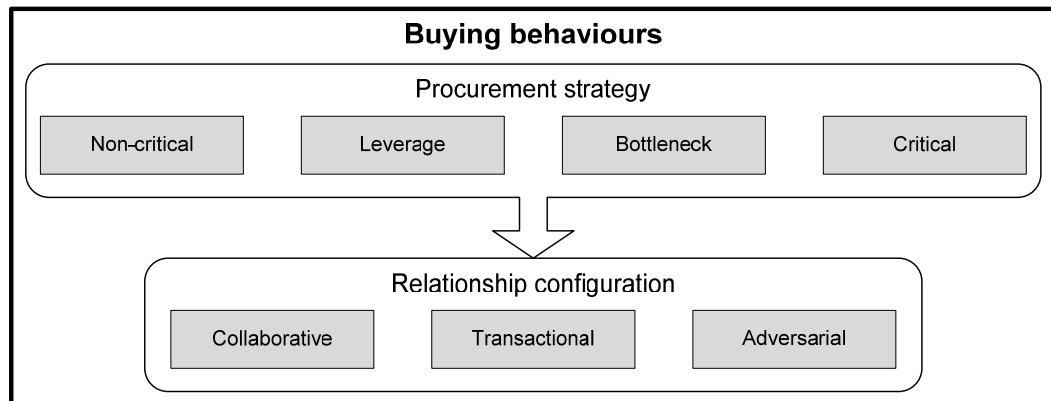 Buying behaviours
Procurement strategy
Non-critical
Leverage
Bottleneck
Critical
Relationship configuration
Collaborative
Transactional
Adversarial